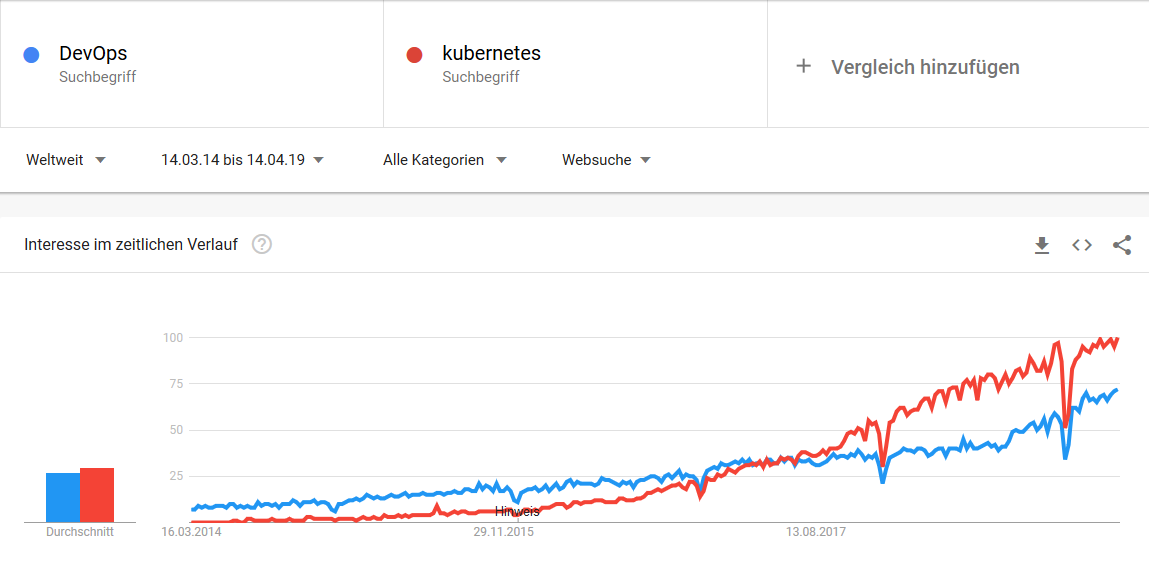 DevOps
Suchbegriff
kubernetes
Suchbegriff
+ Vergleich hinzufügen
Weltweit
14.03.14 bis 14.04.19
Alle Kategorien
Websuche
Interesse im zeitlichen Verlauf
?
100
75
50
25
Hinweis
Durchschnitt
16.03.2014
29.11.2015
13.08.2017